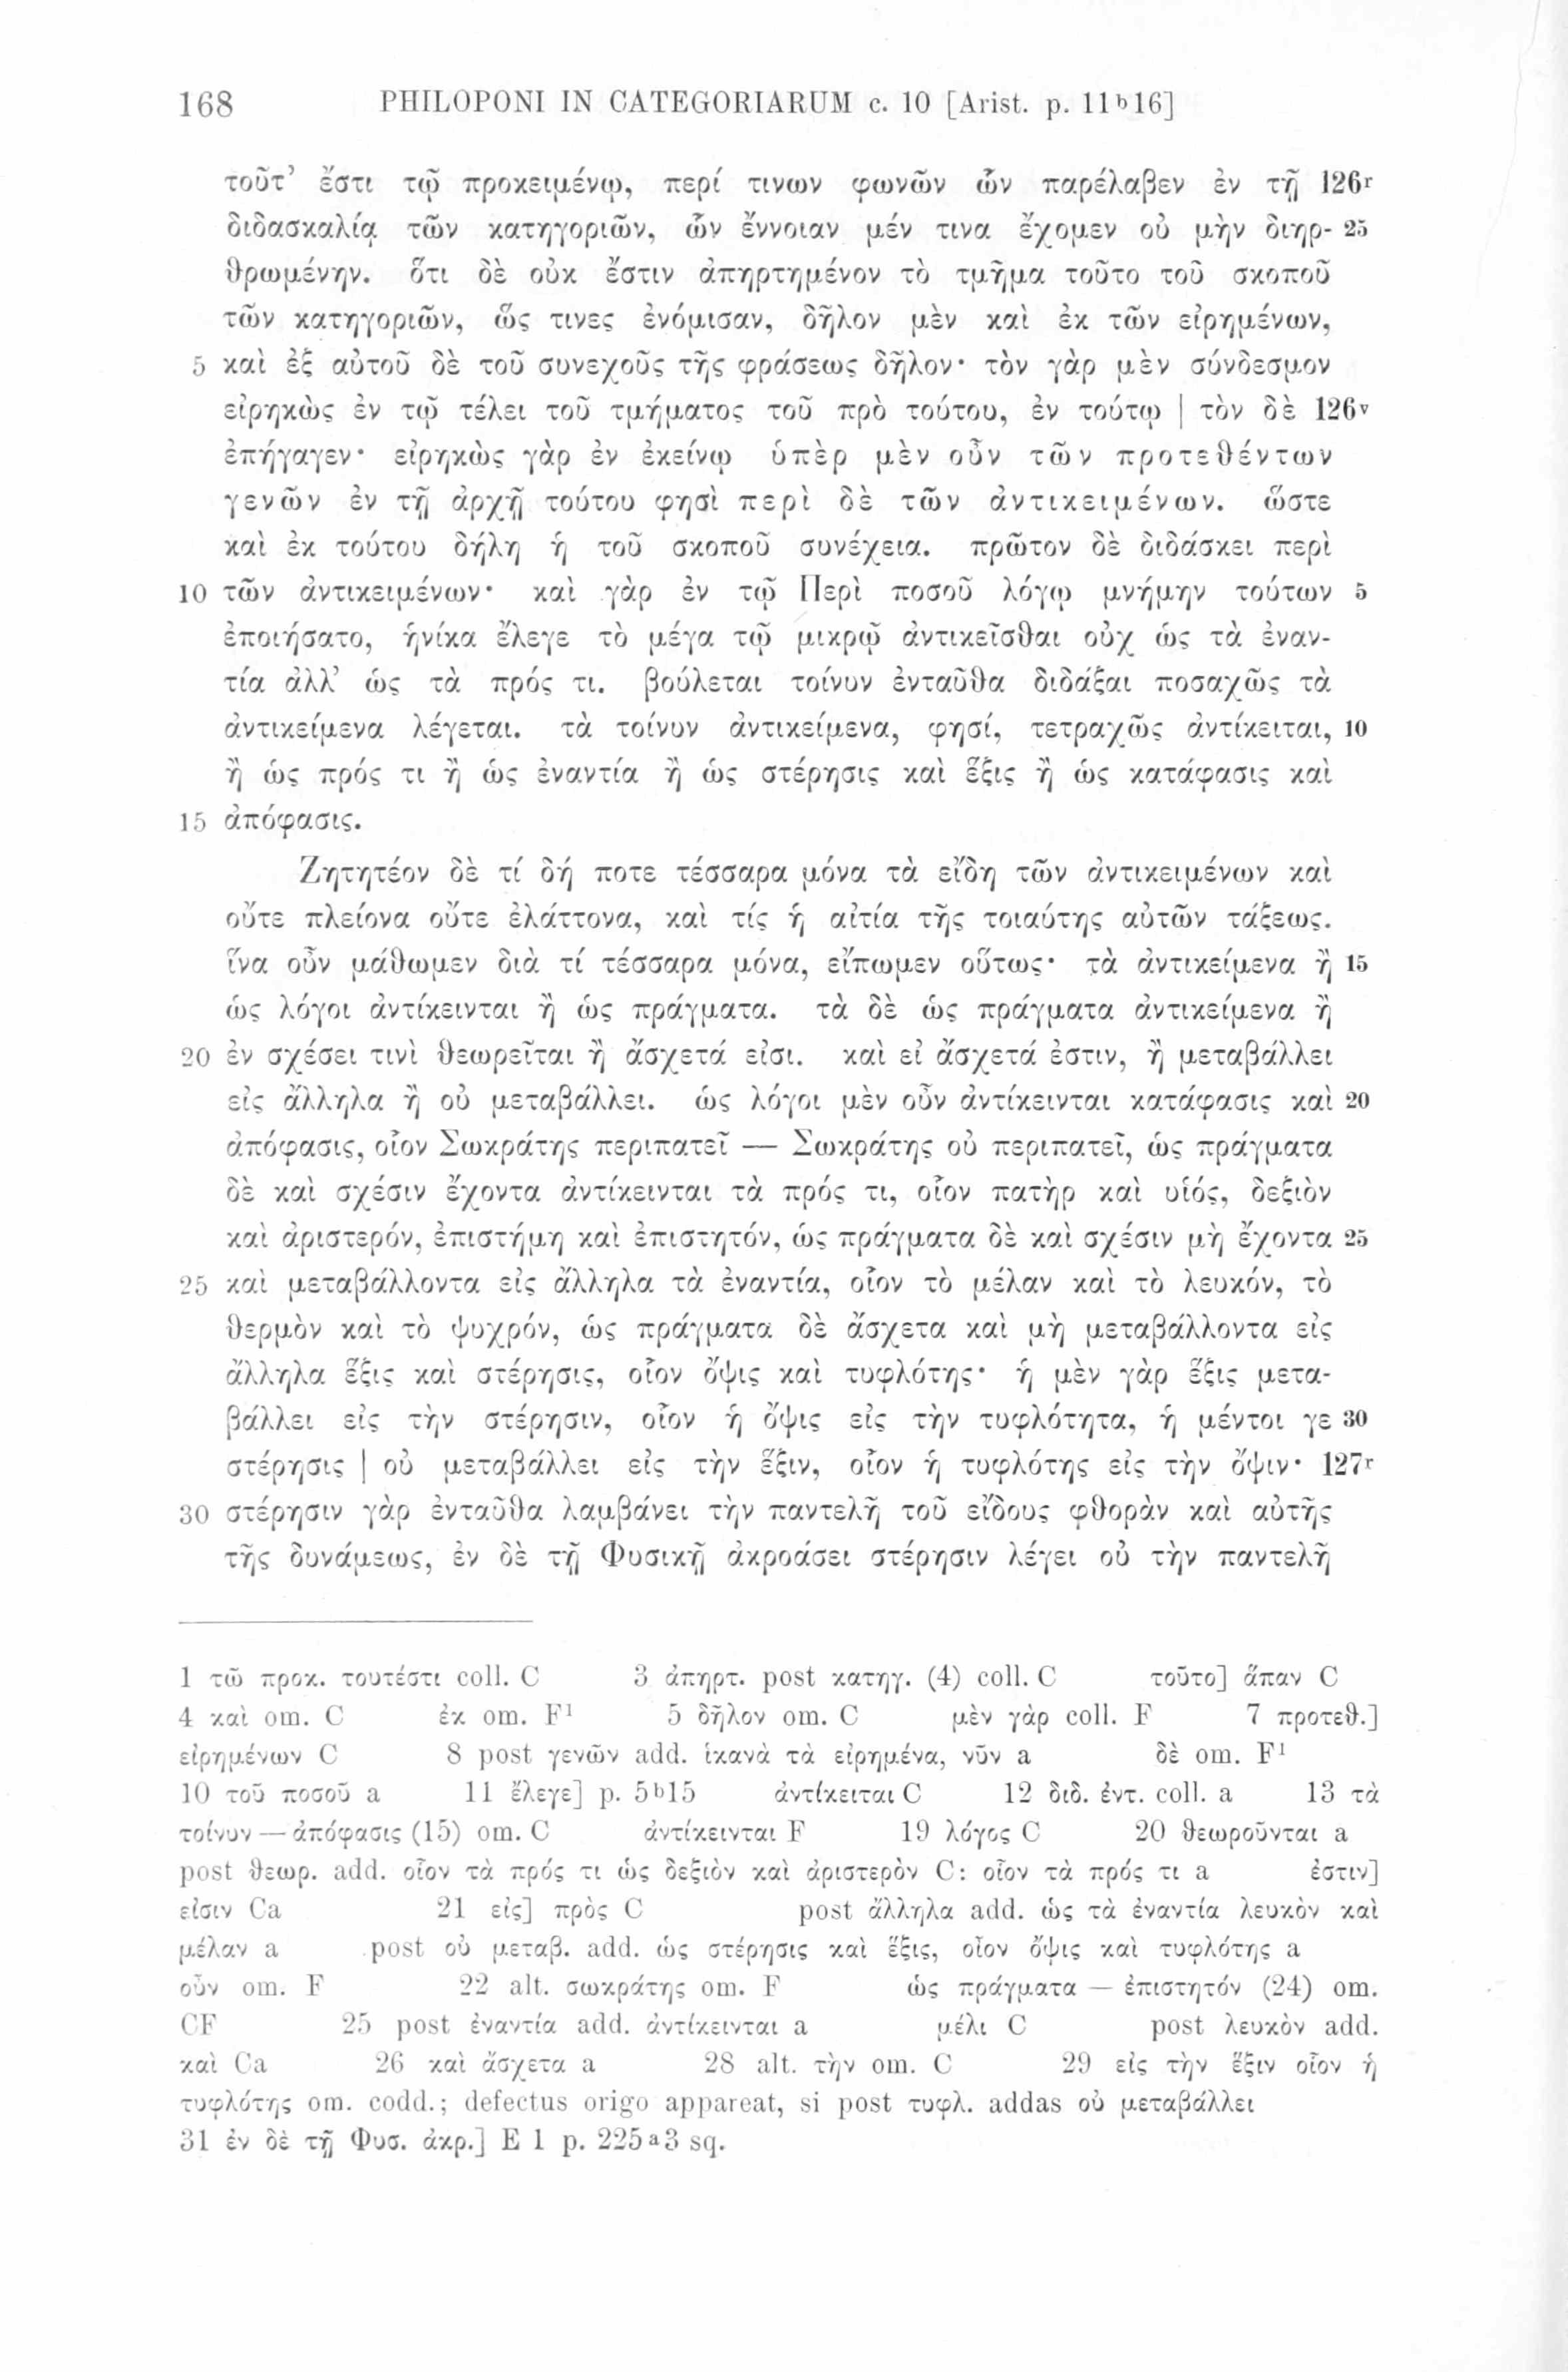 168 PHILOPONI IN CATEGORIARUM c. 10 [Arist. p. 11ᵇ16]
τοῦτ’ ἔστι τῷ προκειμένῳ, περί τινων φωνῶν ὧν παρέλαβεν ἐν τῇ 126ʳ
διδασκαλίᾳ τῶν κατηγοριῶν, ὧν ἔννοιαν μέν τινα ἔχομεν οὐ μὴν διηρ- 25
θρωμένην. ὅτι δὲ οὐκ ἔστιν ἀπηρτημένον τὸ τμῆμα τοῦτο τοῦ σκοποῦ
τῶν κατηγοριῶν, ὥς τινες ἐνόμισαν, δῆλον μὲν καὶ ἐκ τῶν εἰρημένων,
5 καὶ ἐξ αὐτοῦ δὲ τοῦ συνεχοῦς τῆς φράσεως δῆλον· τὸν γὰρ μὲν σύνδεσμον
εἰρηκὼς ἐν τῷ τέλει τοῦ τμήματος τοῦ πρὸ τούτου, ἐν τούτῳ | τὸν δὲ 126ᵛ
ἐπήγαγεν· εἰρηκὼς γὰρ ἐν ἐκείνῳ ὑπὲρ μὲν οὖν τῶν προτεθέντων
γενῶν ἐν τῇ ἀρχῇ τούτου φησὶ περὶ δὲ τῶν ἀντικειμένων. ὥστε
καὶ ἐκ τούτου δήλη ἡ τοῦ σκοποῦ συνέχεια. πρῶτον δὲ διδάσκει περὶ
10 τῶν ἀντικειμένων· καὶ γὰρ ἐν τῷ Περὶ ποσοῦ λόγῳ μνήμην τούτων 5
ἐποιήσατο, ἡνίκα ἔλεγε τὸ μέγα τῷ μικρῷ ἀντικεῖσθαι οὐχ ὡς τὰ ἐναν-
τία ἀλλ’ ὡς τὰ πρός τι. βούλεται τοίνυν ἐνταῦθα διδάξαι ποσαχῶς τὰ
ἀντικείμενα λέγεται. τὰ τοίνυν ἀντικείμενα, φησί, τετραχῶς ἀντίκειται, 10
ἢ ὡς πρός τι ἢ ὡς ἐναντία ἢ ὡς στέρησις καὶ ἕξις ἢ ὡς κατάφασις καὶ
15 ἀπόφασις.
Ζητητέον δὲ τί δή ποτε τέσσαρα μόνα τὰ εἴδη τῶν ἀντικειμένων καὶ
οὔτε πλείονα οὔτε ἐλάττονα, καὶ τίς ἡ αἰτία τῆς τοιαύτης αὐτῶν τάξεως.
ἵνα οὖν μάθωμεν διὰ τί τέσσαρα μόνα, εἴπωμεν οὕτως· τὰ ἀντικείμενα ἢ 15
ὡς λόγοι ἀντίκεινται ἢ ὡς πράγματα. τὰ δὲ ὡς πράγματα ἀντικείμενα ἢ
20 ἐν σχέσει τινὶ θεωρεῖται ἢ ἄσχετά εἰσι. καὶ εἰ ἄσχετά ἐστιν, ἢ μεταβάλλει
εἰς ἄλληλα ἢ οὐ μεταβάλλει. ὡς λόγοι μὲν οὖν ἀντίκεινται κατάφασις καὶ 20
ἀπόφασις, οἷον Σωκράτης περιπατεῖ — Σωκράτης οὐ περιπατεῖ, ὡς πράγματα
δὲ καὶ σχέσιν ἔχοντα ἀντίκεινται τὰ πρός τι, οἷον πατὴρ καὶ υἱός, δεξιὸν
καὶ ἀριστερόν, ἐπιστήμη καὶ ἐπιστητόν, ὡς πράγματα δὲ καὶ σχέσιν μὴ ἔχοντα 25
25 καὶ μεταβάλλοντα εἰς ἄλληλα τὰ ἐναντία, οἷον τὸ μέλαν καὶ τὸ λευκόν, τὸ
θερμὸν καὶ τὸ ψυχρόν, ὡς πράγματα δὲ ἄσχετα καὶ μὴ μεταβάλλοντα εἰς
ἄλληλα ἕξις καὶ στέρησις, οἷον ὄψις καὶ τυφλότης· ἡ μὲν γὰρ ἕξις μετα-
βάλλει εἰς τὴν στέρησιν, οἷον ἡ ὄψις εἰς τὴν τυφλότητα, ἡ μέντοι γε 30
στέρησις | οὐ μεταβάλλει εἰς τὴν ἕξιν, οἷον ἡ τυφλότης εἰς τὴν ὄψιν· 127ʳ
30 στέρησιν γὰρ ἐνταῦθα λαμβάνει τὴν παντελῆ τοῦ εἴδους φθορὰν καὶ αὐτῆς
τῆς δυνάμεως, ἐν δὲ τῇ Φυσικῇ ἀκροάσει στέρησιν λέγει οὐ τὴν παντελῆ
1 τῶ προκ. τουτέστι coll. C 3 ἀπηρτ. post κατηγ. (4) coll. C τοῦτο] ἅπαν C
4 καὶ om. C ἐκ om. F¹ 5 δῆλον om. C μὲν γὰρ coll. F 7 προτεθ.]
εἰρημένων C 8 post γενῶν add. ἱκανὰ τὰ εἰρημένα, νῦν a δὲ om. F¹
10 τοῦ ποσοῦ a 11 ἔλεγε] p. 5ᵇ15 ἀντίκειται C 12 διδ. ἐντ. coll. a 13 τὰ
τοίνυν — ἀπόφασις (15) om. C ἀντίκεινται F 19 λόγος C 20 θεωροῦνται a
post θεωρ. add. οἷον τὰ πρός τι ὡς δεξιὸν καὶ ἀριστερὸν C: οἷον τὰ πρός τι a ἐστιν]
εἰσιν Ca 21 εἰς] πρὸς C post ἄλληλα add. ὡς τὰ ἐναντία λευκὸν καὶ
μέλαν a post οὐ μεταβ. add. ὡς στέρησις καὶ ἕξις, οἷον ὄψις καὶ τυφλότης a
οὖν om. F 22 alt. σωκράτης om. F ὡς πράγματα — ἐπιστητόν (24) om.
CF 25 post ἐναντία add. ἀντίκεινται a μέλι C post λευκὸν add.
καὶ Ca 26 καὶ ἄσχετα a 28 alt. τὴν om. C 29 εἰς τὴν ἕξιν οἷον ἡ
τυφλότης om. codd.; defectus origo appareat, si post τυφλ. addas οὐ μεταβάλλει
31 ἐν δὲ τῇ Φυσ. ἀκρ.] E 1 p. 225ᵃ3 sq.